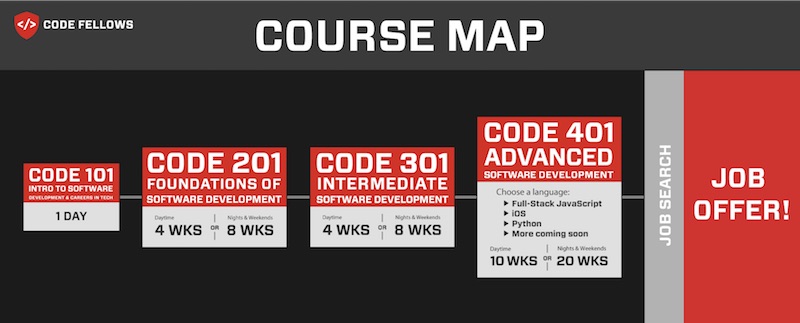 </> CODE FELLOWS
COURSE MAP
CODE 101
INTRO TO SOFTWARE
DEVELOPMENT & CAREERS IN TECH
1 DAY
CODE 201
FOUNDATIONS OF
SOFTWARE DEVELOPMENT
Daytime
4 WKS
OR
Nights & Weekends
8 WKS
CODE 301
INTERMEDIATE
SOFTWARE DEVELOPMENT
Daytime
4 WKS
OR
Nights & Weekends
8 WKS
CODE 401
ADVANCED
SOFTWARE DEVELOPMENT
Choose a language:
Full-Stack JavaScript
iOS
Python
More coming soon
Daytime
10 WKS
OR
Nights & Weekends
20 WKS
JOB SEARCH
JOB
OFFER!